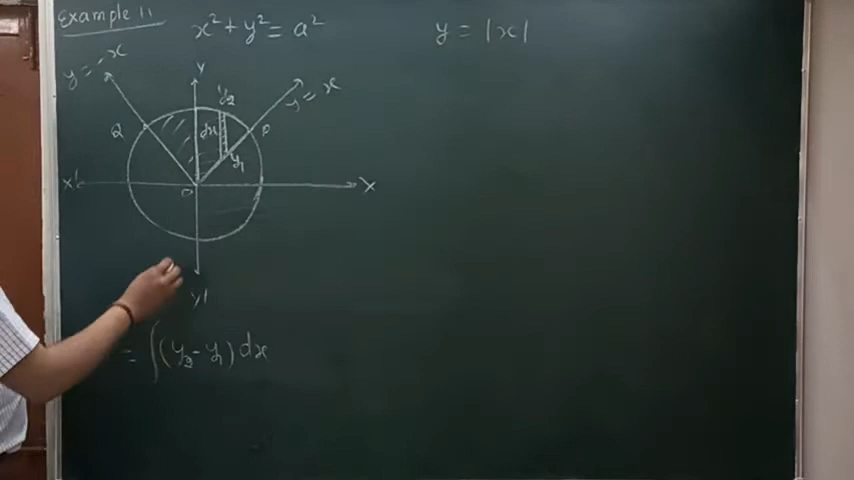 Example 11
x² + y² = a²
y = |x|
y = -x
Y
y = x
y₂
Q
dx
P
y₁
X'
O
X
Y'
= ∫(y₂ - y₁) dx